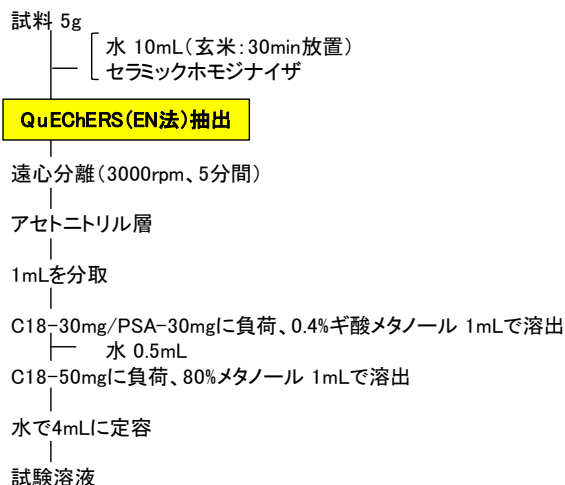 試料 5g
水 10mL（玄米：30min放置）
セラミックホモジナイザ
QuEChERS（EN法）抽出
遠心分離（3000rpm、5分間）
アセトニトリル層
1mLを分取
C18-30mg/PSA-30mgに負荷、0.4%ギ酸メタノール 1mLで溶出
水 0.5mL
C18-50mgに負荷、80%メタノール 1mLで溶出
水で4mLに定容
試験溶液